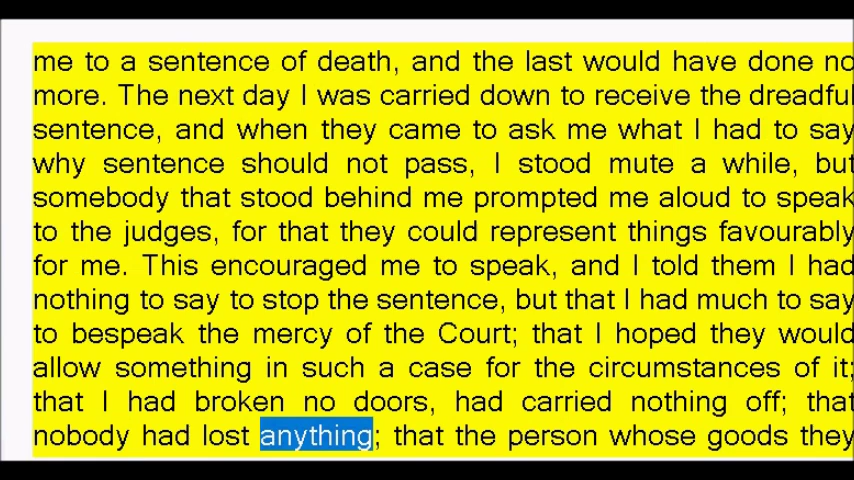 me to a sentence of death, and the last would have done no
more. The next day I was carried down to receive the dreadful
sentence, and when they came to ask me what I had to say
why sentence should not pass, I stood mute a while, but
somebody that stood behind me prompted me aloud to speak
to the judges, for that they could represent things favourably
for me. This encouraged me to speak, and I told them I had
nothing to say to stop the sentence, but that I had much to say
to bespeak the mercy of the Court; that I hoped they would
allow something in such a case for the circumstances of it;
that I had broken no doors, had carried nothing off; that
nobody had lost anything; that the person whose goods they